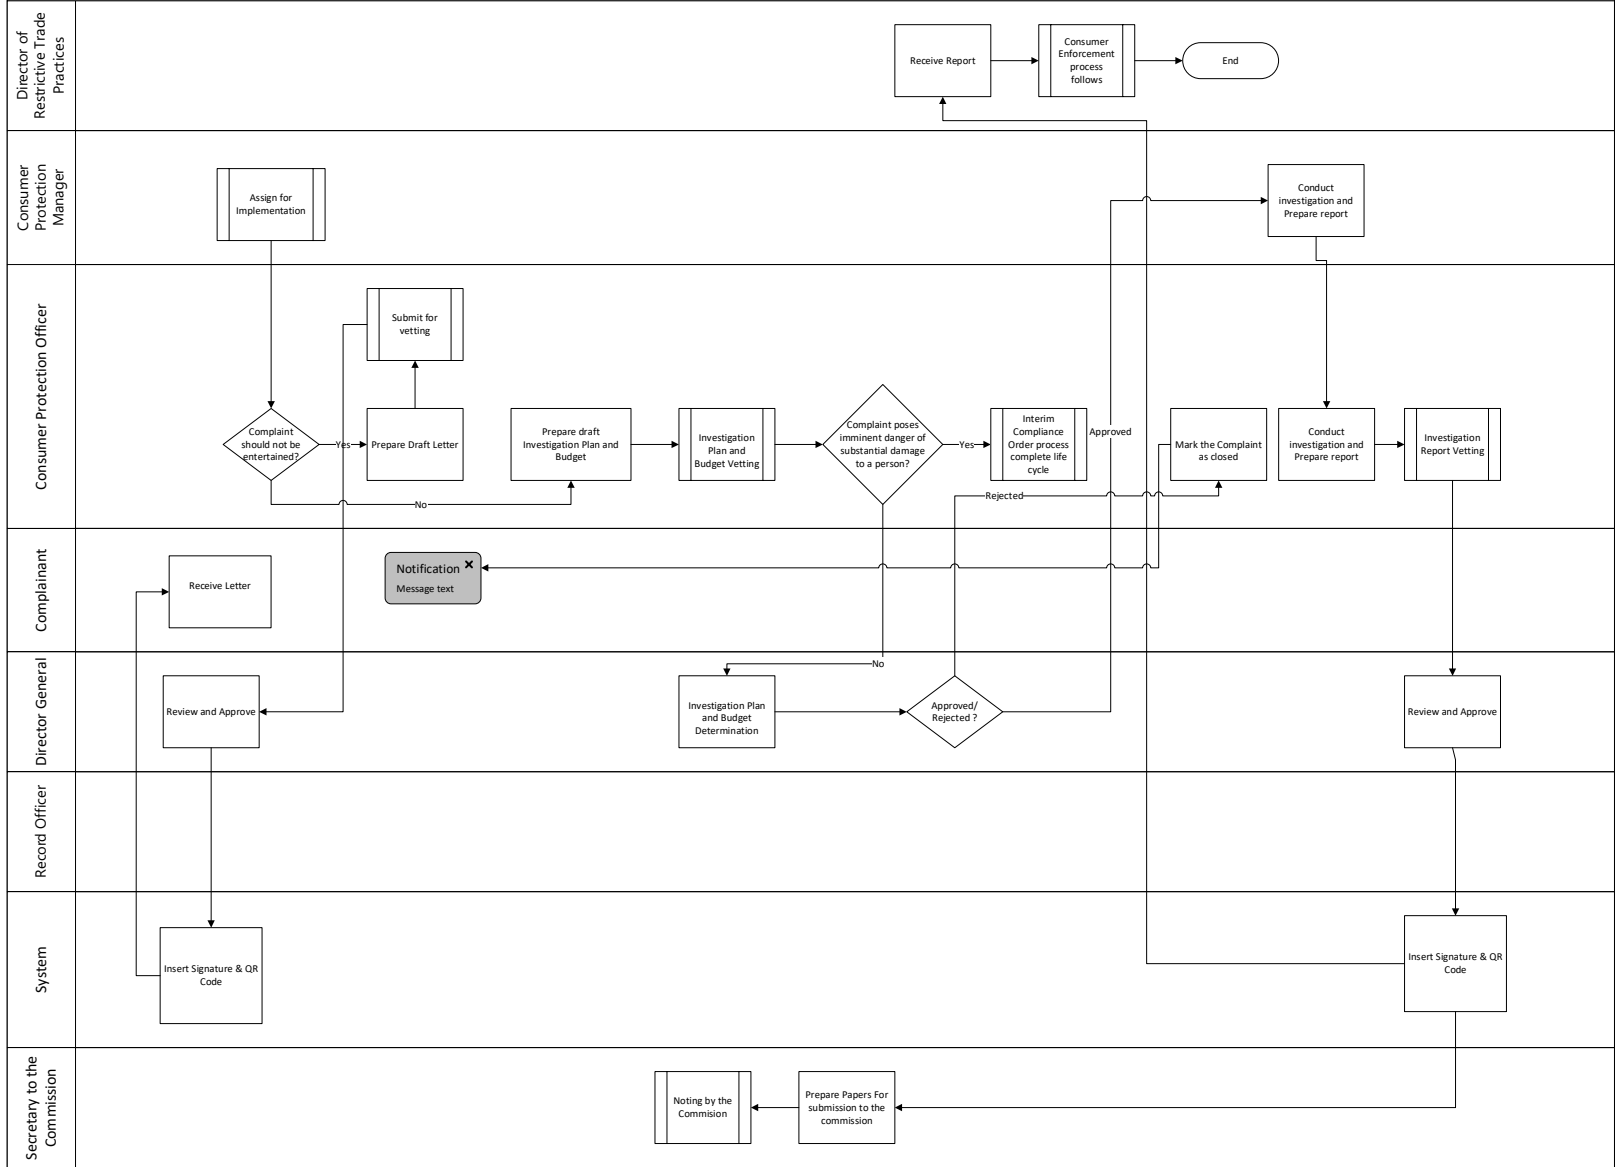 Director of
Restrictive Trade
Practices
Receive Report
Consumer
Enforcement
process
follows
End
Consumer
Protection
Manager
Assign for
Implementation
Conduct
investigation and
Prepare report
Consumer Protection Officer
Submit for
vetting
Complaint
should not be
entertained?
Yes
Prepare Draft Letter
Prepare draft
Investigation Plan and
Budget
Investigation
Plan and
Budget Vetting
Complaint poses
imminent danger of
substantial damage
to a person?
Yes
Interim
Compliance
Order process
complete life
cycle
Approved
Mark the Complaint
as closed
Conduct
investigation and
Prepare report
Investigation
Report Vetting
No
Rejected
Complainant
Receive Letter
Notification
Message text
Director General
No
Review and Approve
Investigation Plan
and Budget
Determination
Approved/
Rejected ?
Review and Approve
Record Officer
System
Insert Signature & QR
Code
Insert Signature & QR
Code
Secretary to the
Commission
Noting by the
Commision
Prepare Papers For
submission to the
commission